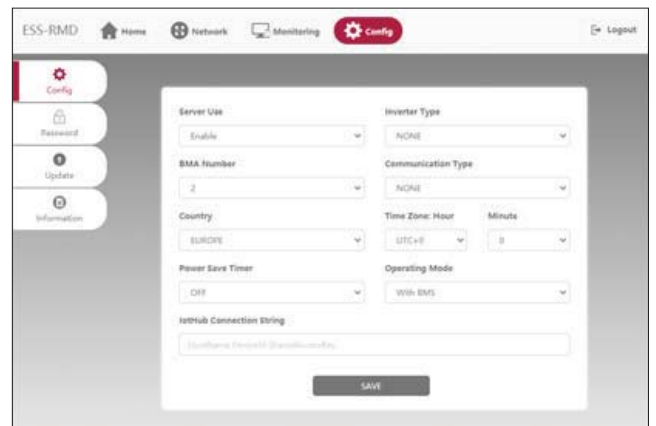 ESS-RMD Home Network Monitoring Config Logout
Config
Password
Update
Information
Server Use Inverter Type
Enable NONE
BMA Number Communication Type
2 NONE
Country Time Zone: Hour Minute
EUROPE UTC+0 0
Power Save Timer Operating Mode
OFF With BMS
IotHub Connection String
SAVE